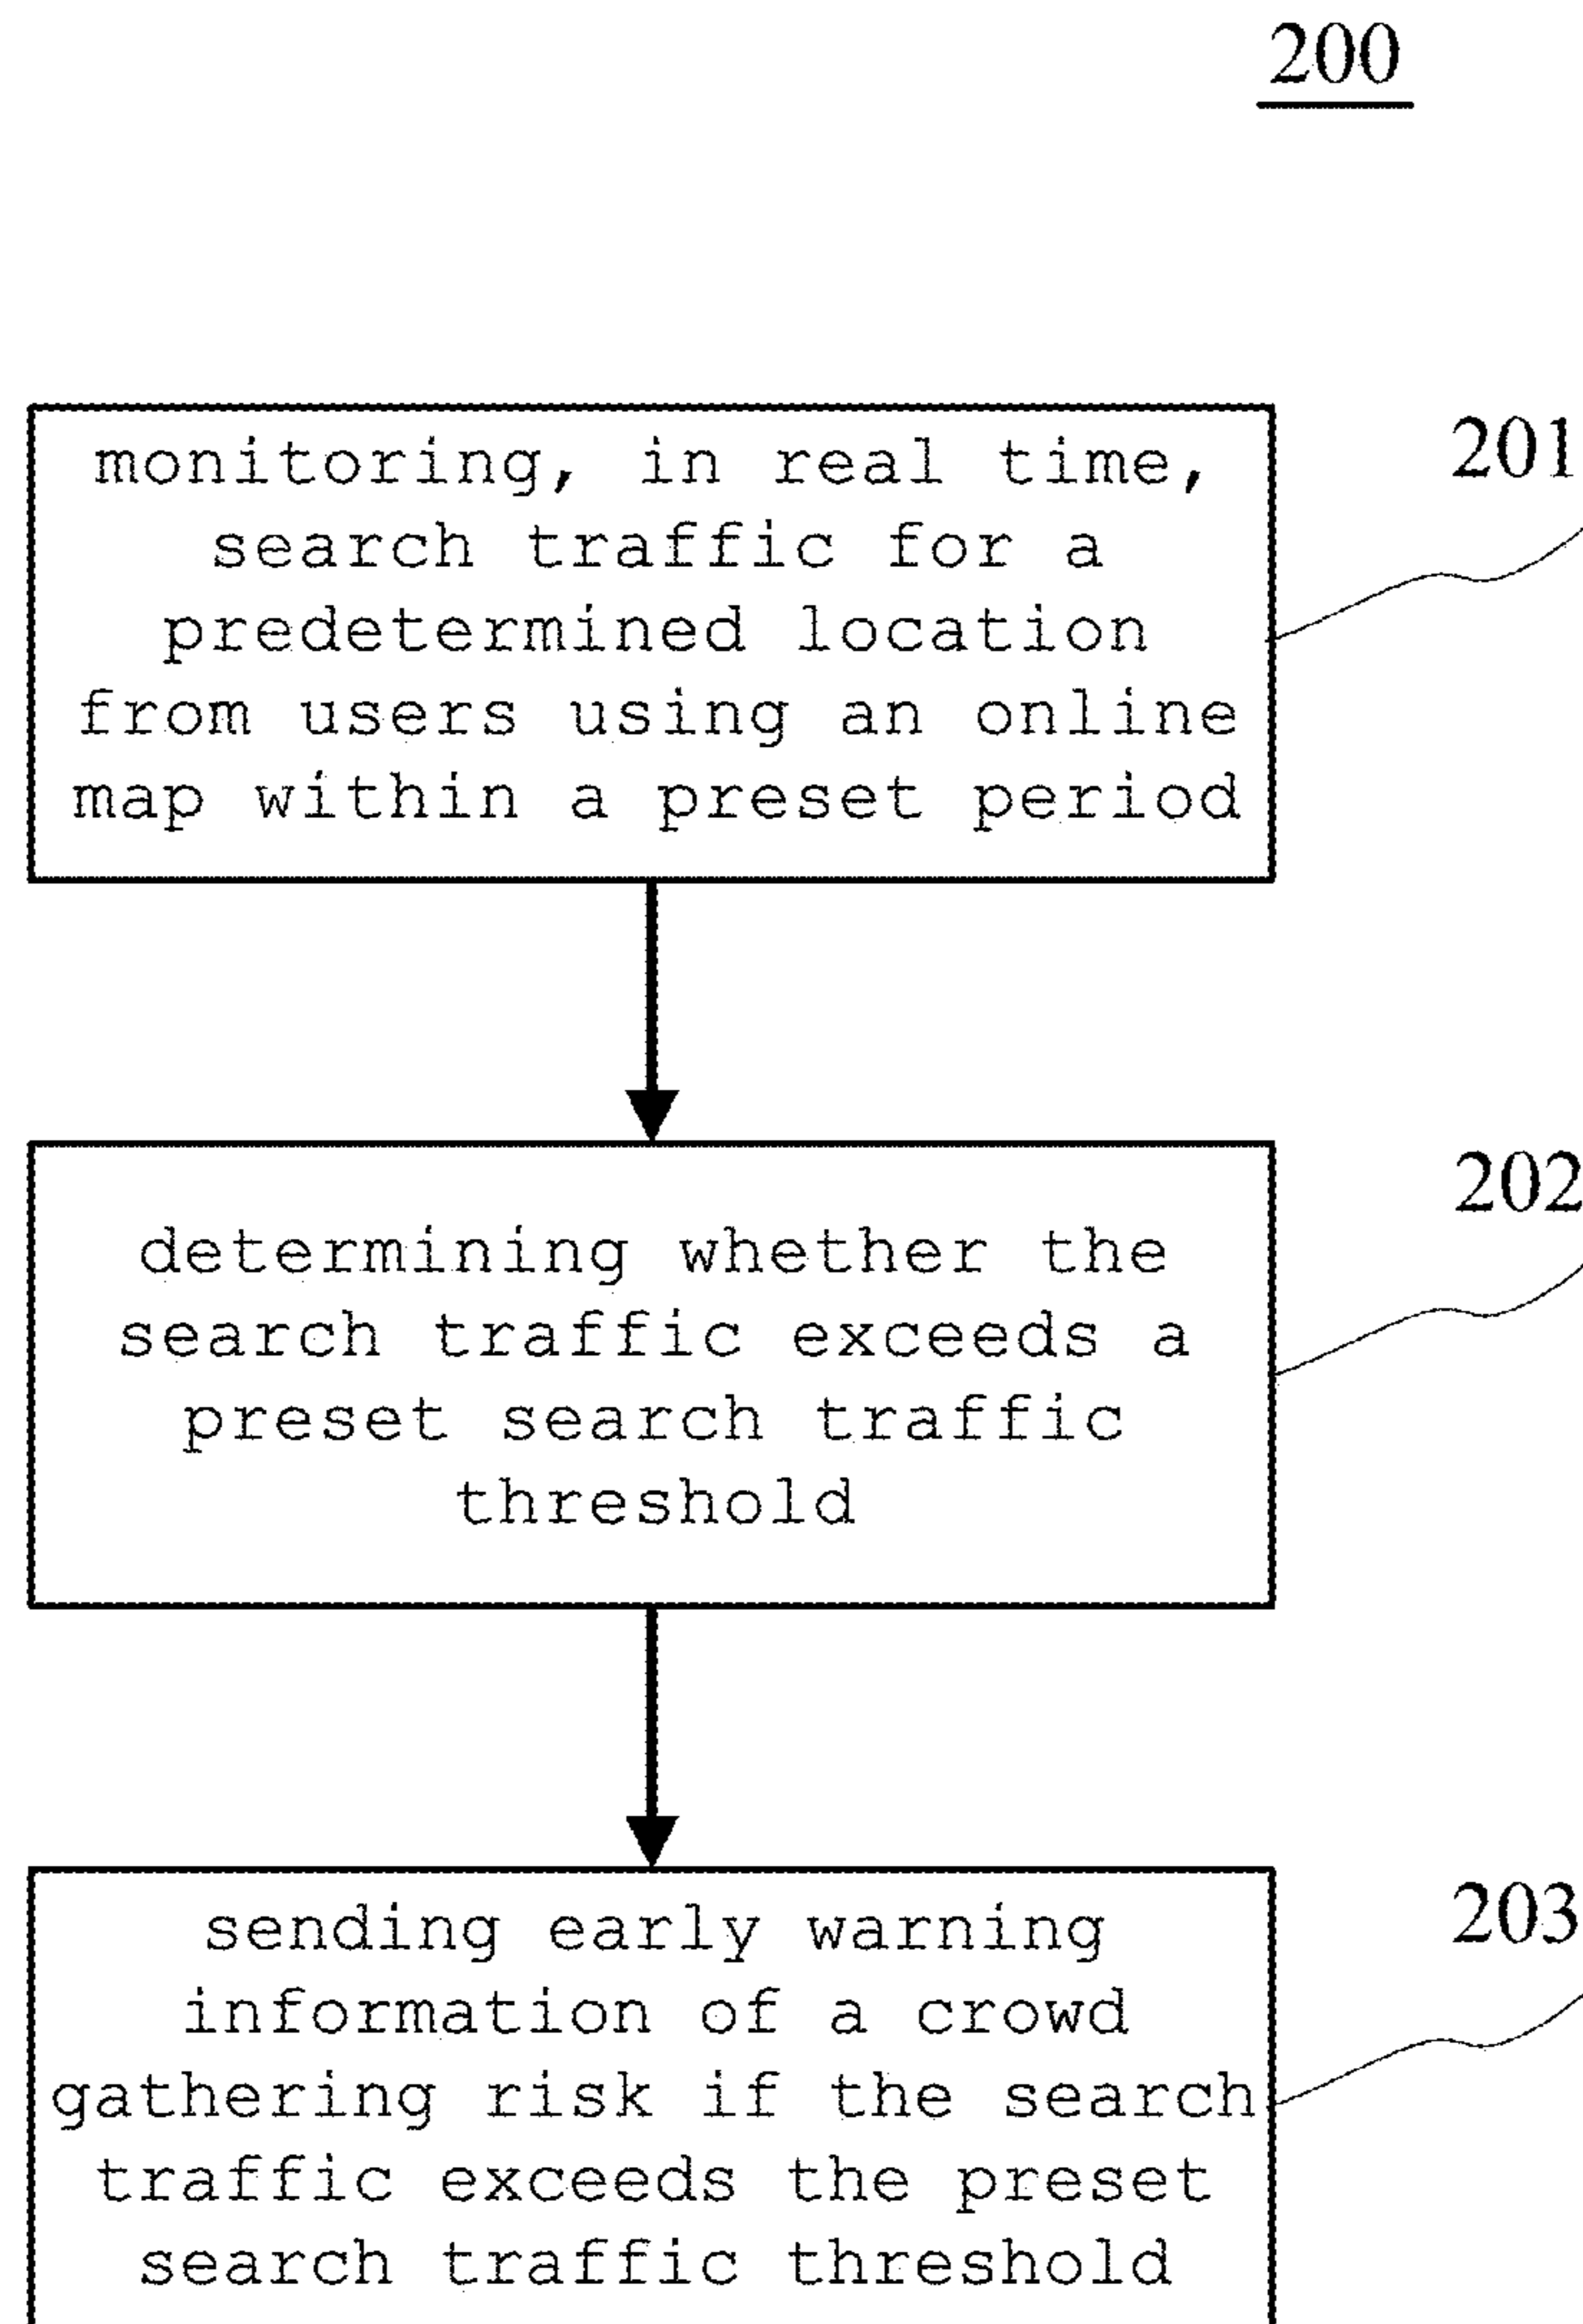 200
201
monitoring, in real time,
search traffic for a
predetermined location
from users using an online
map within a preset period
202
determining whether the
search traffic exceeds a
preset search traffic
threshold
203
sending early warning
information of a crowd
gathering risk if the search
traffic exceeds the preset
search traffic threshold